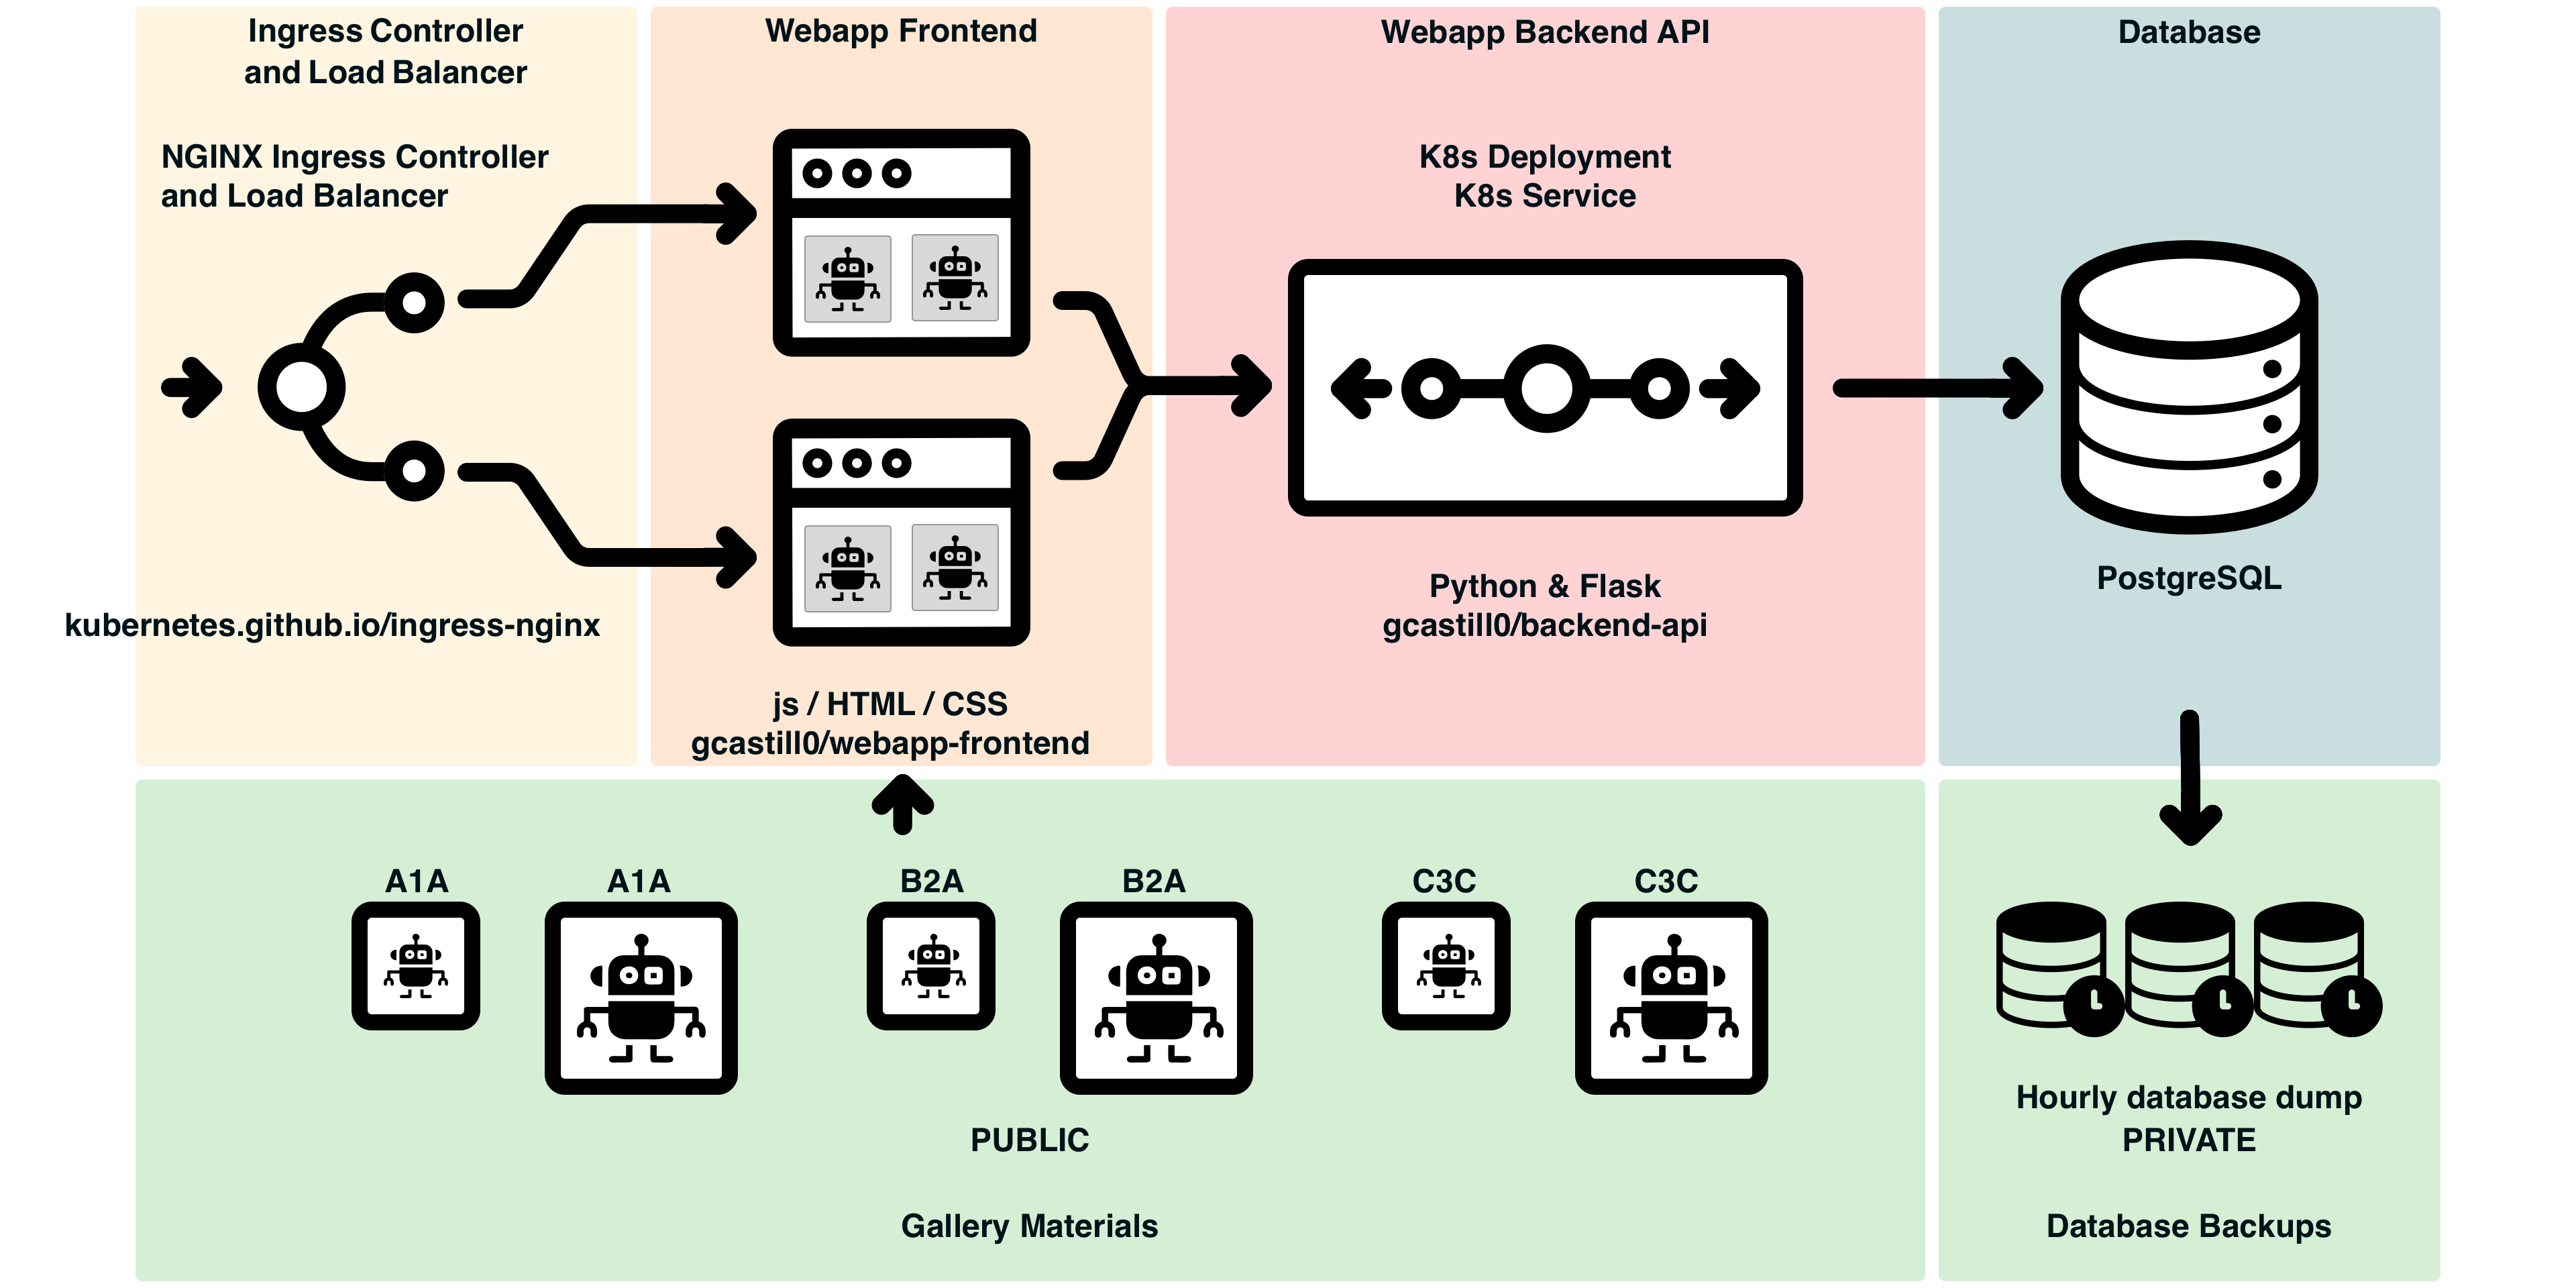 Ingress Controller
and Load Balancer
NGINX Ingress Controller
and Load Balancer
kubernetes.github.io/ingress-nginx
Webapp Frontend
js / HTML / CSS
gcastill0/webapp-frontend
Webapp Backend API
K8s Deployment
K8s Service
Python & Flask
gcastill0/backend-api
Database
PostgreSQL
A1A
A1A
B2A
B2A
C3C
C3C
PUBLIC
Gallery Materials
Hourly database dump
PRIVATE
Database Backups